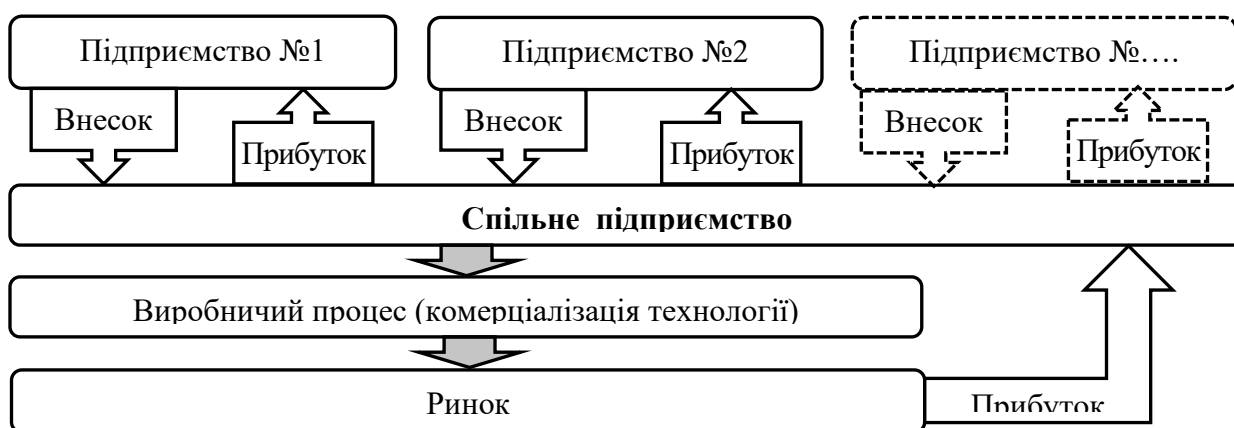 Підприємство №1
Підприємство №2
Підприємство №….
Внесок
Прибуток
Внесок
Прибуток
Внесок
Прибуток
Спільне підприємство
Виробничий процес (комерціалізація технології)
Ринок
Прибуток